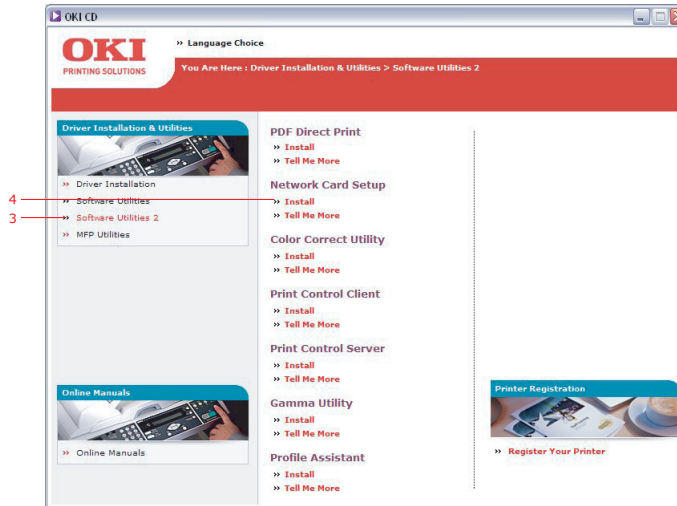 OKI CD
OKI
PRINTING SOLUTIONS
›› Language Choice
You Are Here : Driver Installation & Utilities > Software Utilities 2
Driver Installation & Utilities
›› Driver Installation
›› Software Utilities
›› Software Utilities 2
›› MFP Utilities
4
3
PDF Direct Print
›› Install
›› Tell Me More
Network Card Setup
›› Install
›› Tell Me More
Color Correct Utility
›› Install
›› Tell Me More
Print Control Client
›› Install
›› Tell Me More
Print Control Server
›› Install
›› Tell Me More
Gamma Utility
›› Install
›› Tell Me More
Profile Assistant
›› Install
›› Tell Me More
Online Manuals
›› Online Manuals
Printer Registration
›› Register Your Printer